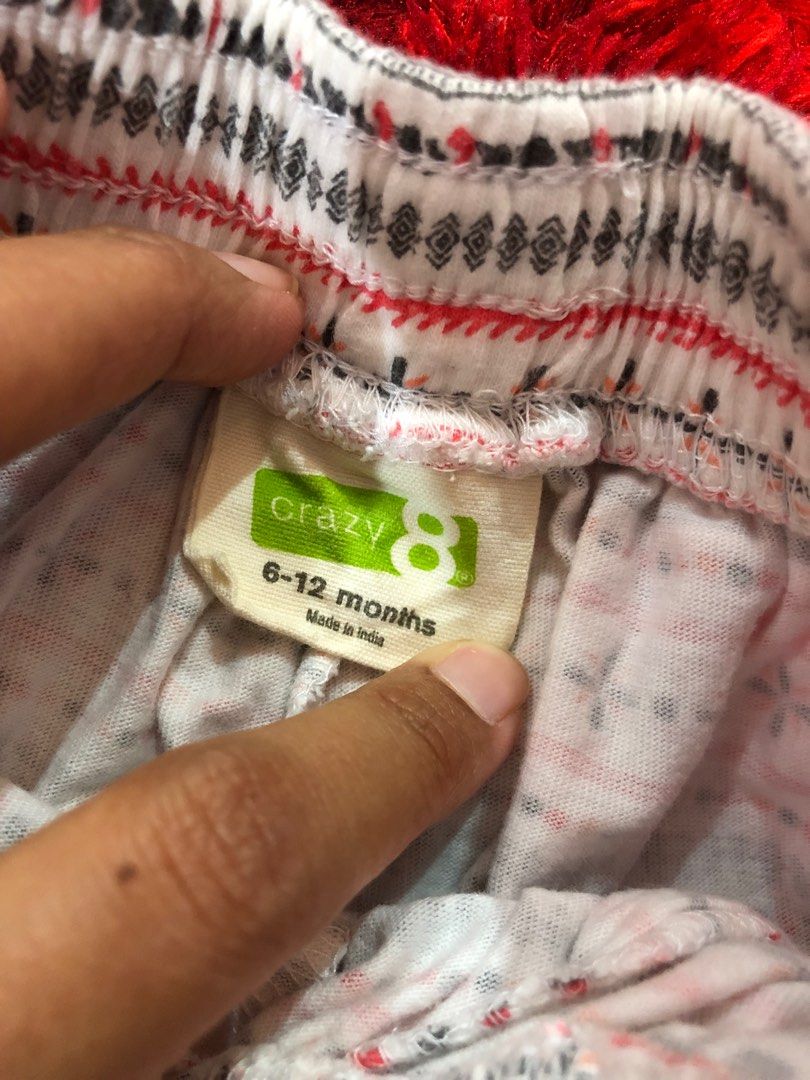 crazy 8®
6-12 months
Made in India